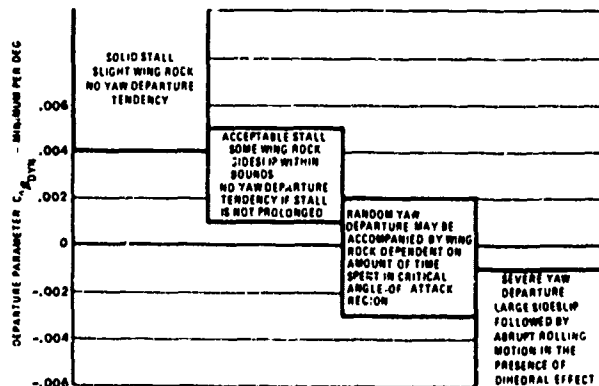 DEPARTURE PARAMETER CηβDYN - MINIMUM PER DEG
.006
.004
.002
0
-.002
-.004
-.006
SOLID STALL
SLIGHT WING ROCK
NO YAW DEPARTURE
TENDENCY
ACCEPTABLE STALL
SOME WING ROCK
SIDESLIP WITHIN
BOUNDS
NO YAW DEPARTURE
TENDENCY IF STALL
IS NOT PROLONGED
RANDOM YAW
DEPARTURE MAY BE
ACCOMPANIED BY WING
ROCK DEPENDENT ON
AMOUNT OF TIME
SPENT IN CRITICAL
ANGLE-OF ATTACK
REGION
SEVERE YAW
DEPARTURE
LARGE SIDESLIP
FOLLOWED BY
ABRUPT ROLLING
MOTION IN THE
PRESENCE OF
DIHEDRAL EFFECT